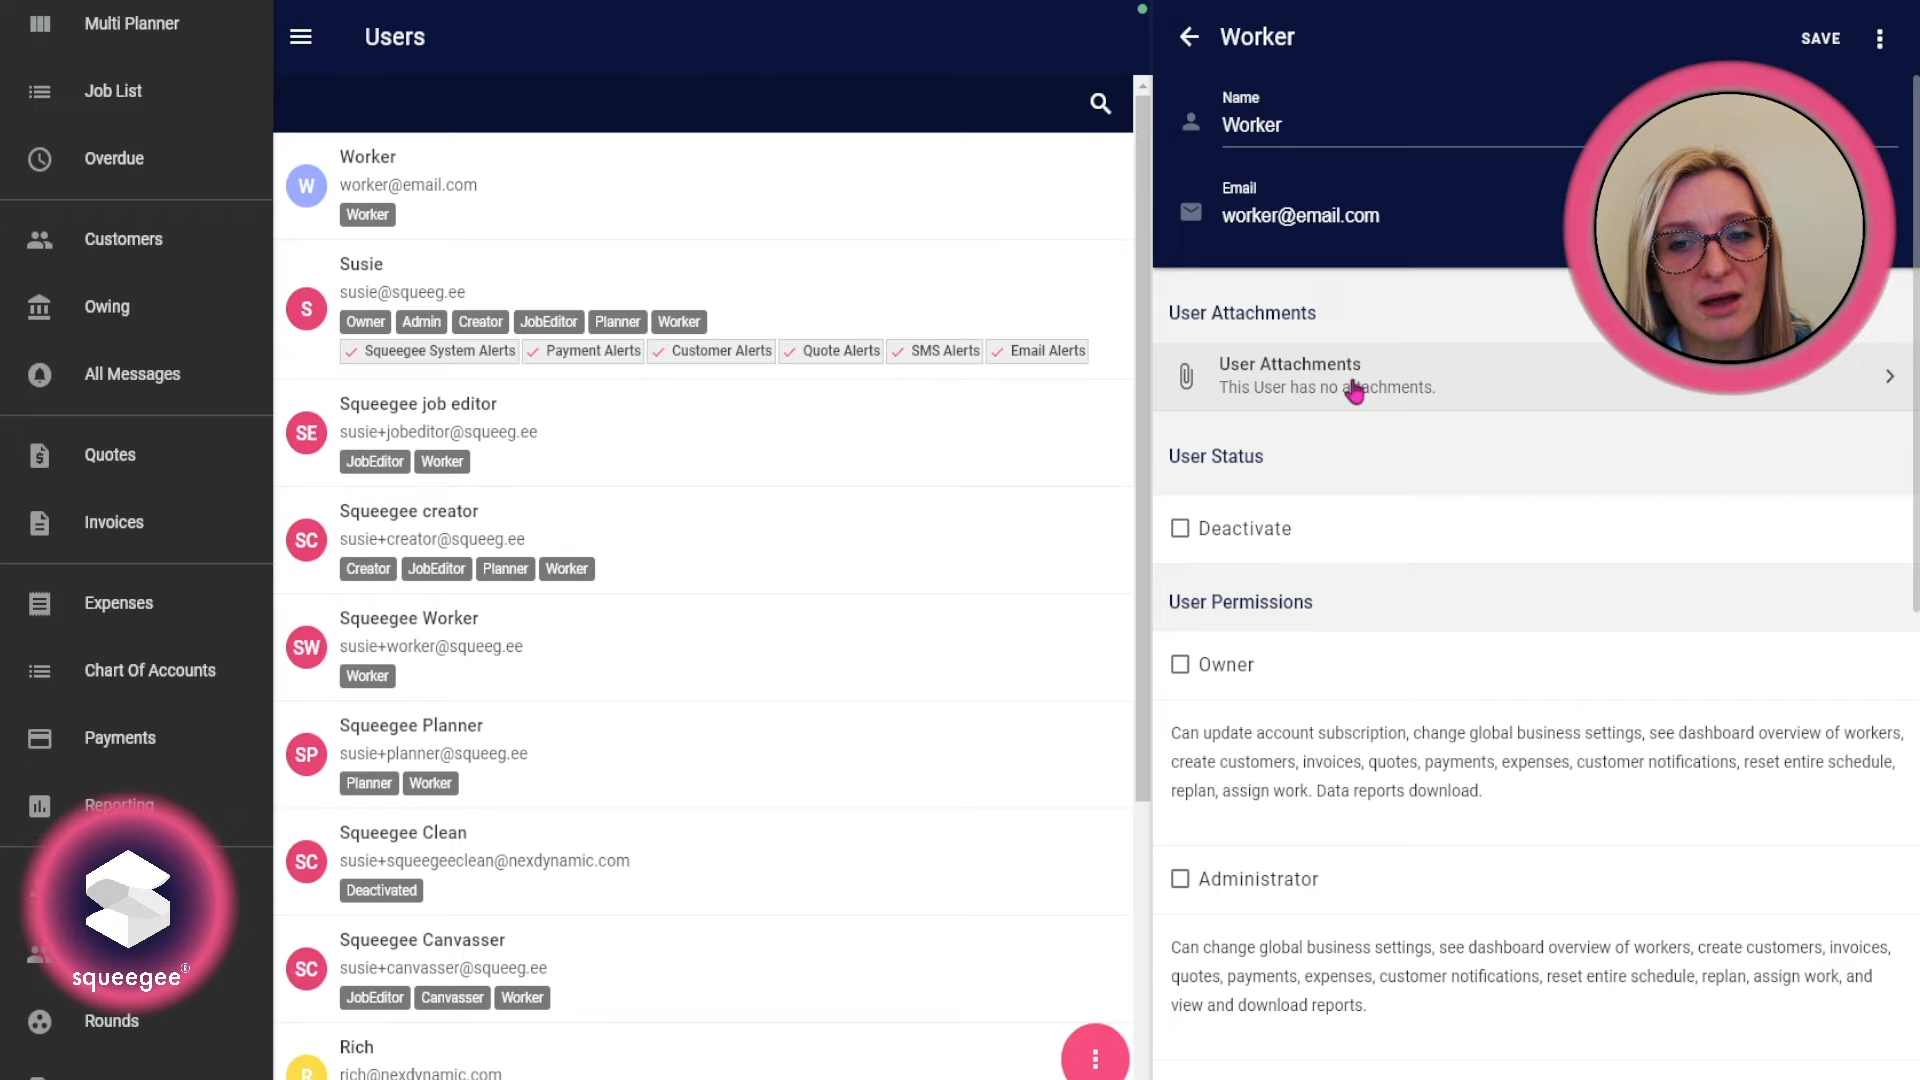 Multi Planner
Job List
Overdue
Customers
Owing
All Messages
Quotes
Invoices
Expenses
Chart Of Accounts
Payments
Reporting
squeegee®
Rounds
Users
Worker
worker@email.com
Worker
Susie
susie@squeeg.ee
Owner Admin Creator JobEditor Planner Worker
Squeegee System Alerts Payment Alerts Customer Alerts Quote Alerts SMS Alerts Email Alerts
Squeegee job editor
susie+jobeditor@squeeg.ee
JobEditor Worker
Squeegee creator
susie+creator@squeeg.ee
Creator JobEditor Planner Worker
Squeegee Worker
susie+worker@squeeg.ee
Worker
Squeegee Planner
susie+planner@squeeg.ee
Planner Worker
Squeegee Clean
susie+squeegeeclean@nexdynamic.com
Deactivated
Squeegee Canvasser
susie+canvasser@squeeg.ee
JobEditor Canvasser Worker
Rich
rich@nexdynamic.com
W
S
SE
SC
SW
SP
SC
SC
R
Worker
SAVE
Name
Worker
Email
worker@email.com
User Attachments
User Attachments
This User has no attachments.
User Status
Deactivate
User Permissions
Owner
Can update account subscription, change global business settings, see dashboard overview of workers,
create customers, invoices, quotes, payments, expenses, customer notifications, reset entire schedule,
replan, assign work. Data reports download.
Administrator
Can change global business settings, see dashboard overview of workers, create customers, invoices,
quotes, payments, expenses, customer notifications, reset entire schedule, replan, assign work, and
view and download reports.